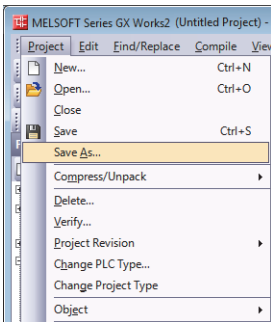 MELSOFT Series GX Works2 (Untitled Project) -
Project Edit Find/Replace Compile View
New... Ctrl+N
Open... Ctrl+O
Close
Save Ctrl+S
Save As...
Compress/Unpack
Delete...
Verify...
Project Revision
Change PLC Type...
Change Project Type
Object